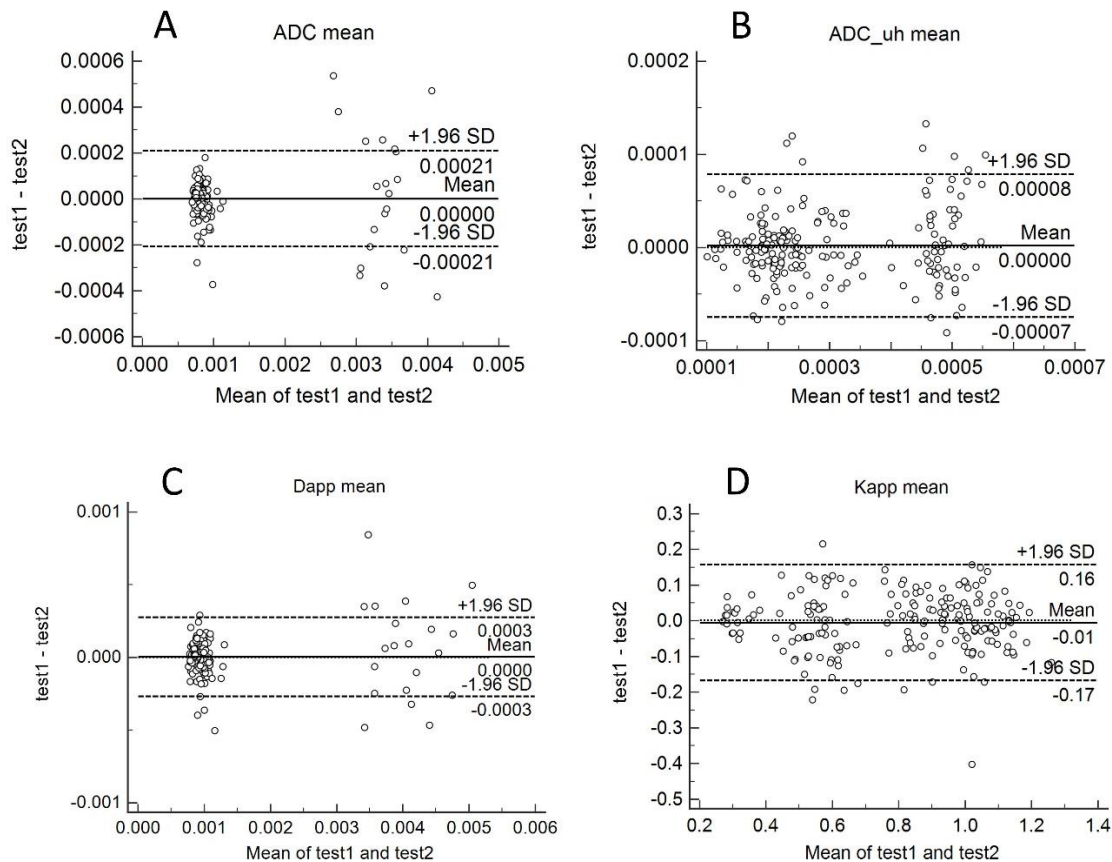 A
ADC mean
0.0006
0.0004
0.0002
0.0000
-0.0002
-0.0004
-0.0006
test1 - test2
+1.96 SD
0.00021
Mean
0.00000
-1.96 SD
-0.00021
0.000 0.001 0.002 0.003 0.004 0.005
Mean of test1 and test2
B
ADC_uh mean
0.0002
0.0001
0.0000
-0.0001
test1 - test2
+1.96 SD
0.00008
Mean
0.00000
-1.96 SD
-0.00007
0.0001 0.0003 0.0005 0.0007
Mean of test1 and test2
C
Dapp mean
0.001
0.000
-0.001
test1 - test2
+1.96 SD
0.0003
Mean
0.0000
-1.96 SD
-0.0003
0.000 0.001 0.002 0.003 0.004 0.005 0.006
Mean of test1 and test2
D
Kapp mean
0.3
0.2
0.1
0.0
-0.1
-0.2
-0.3
-0.4
-0.5
test1 - test2
+1.96 SD
0.16
Mean
-0.01
-1.96 SD
-0.17
0.2 0.4 0.6 0.8 1.0 1.2 1.4
Mean of test1 and test2